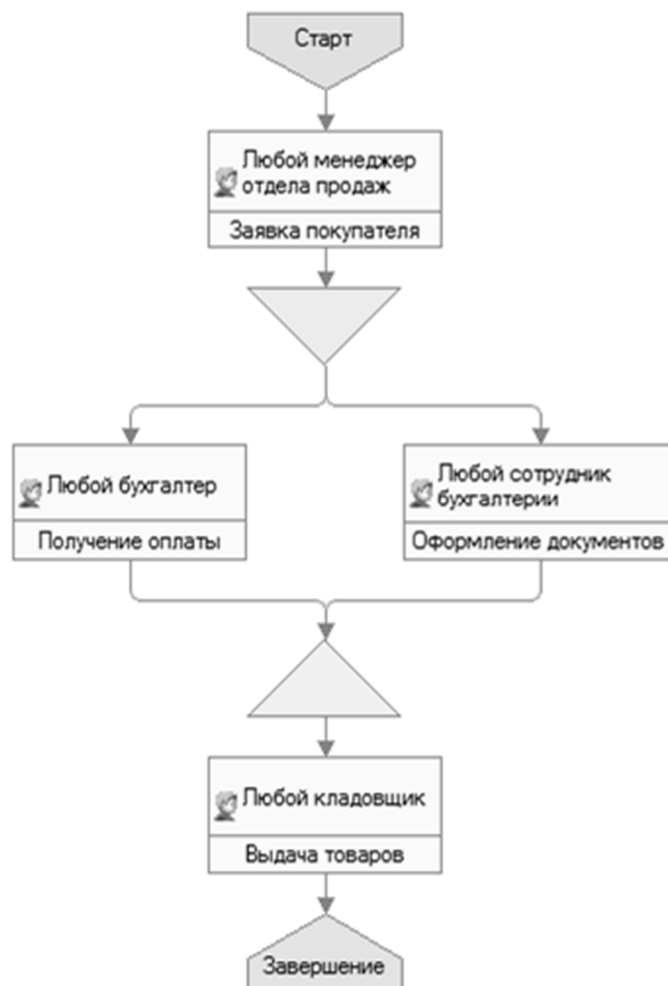 Старт
Любой менеджер
отдела продаж
Заявка покупателя
Любой бухгалтер
Получение оплаты
Любой сотрудник
бухгалтерии
Оформление документов
Любой кладовщик
Выдача товаров
Завершение